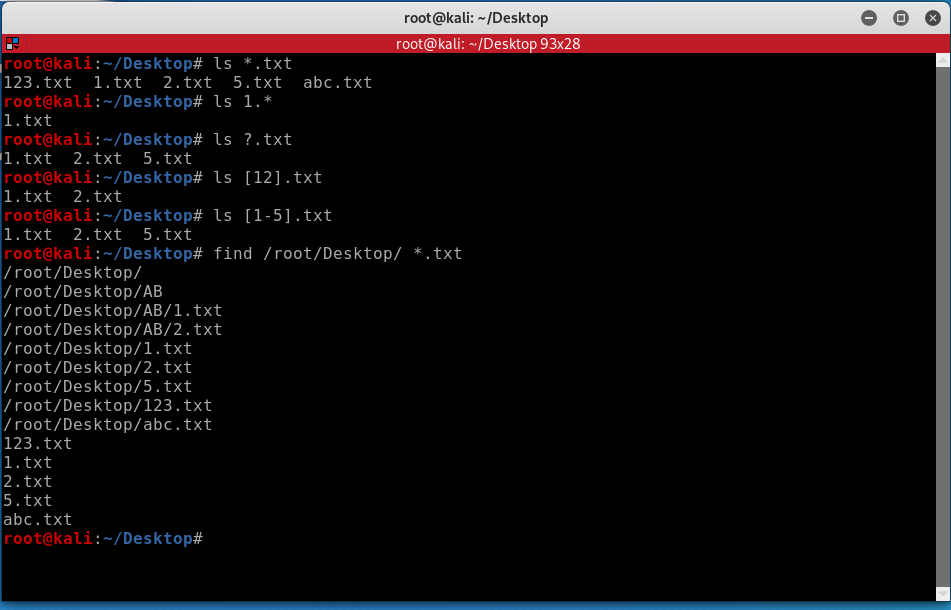 root@kali: ~/Desktop
root@kali: ~/Desktop 93x28
root@kali:~/Desktop# ls *.txt
123.txt  1.txt  2.txt  5.txt  abc.txt
root@kali:~/Desktop# ls 1.*
1.txt
root@kali:~/Desktop# ls ?.txt
1.txt  2.txt  5.txt
root@kali:~/Desktop# ls [12].txt
1.txt  2.txt
root@kali:~/Desktop# ls [1-5].txt
1.txt  2.txt  5.txt
root@kali:~/Desktop# find /root/Desktop/ *.txt
/root/Desktop/
/root/Desktop/AB
/root/Desktop/AB/1.txt
/root/Desktop/AB/2.txt
/root/Desktop/1.txt
/root/Desktop/2.txt
/root/Desktop/5.txt
/root/Desktop/123.txt
/root/Desktop/abc.txt
123.txt
1.txt
2.txt
5.txt
abc.txt
root@kali:~/Desktop#